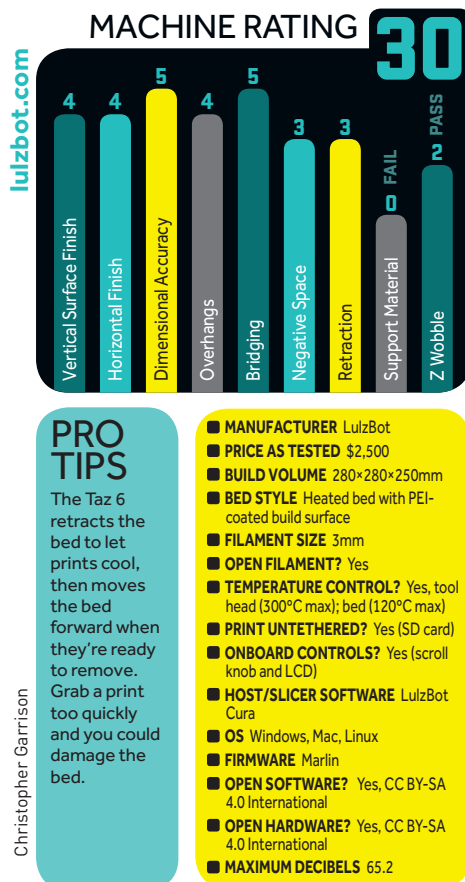 MACHINE RATING
30
lulzbot.com
4
4
5
4
5
3
3
0 FAIL
2 PASS
Vertical Surface Finish
Horizontal Finish
Dimensional Accuracy
Overhangs
Bridging
Negative Space
Retraction
Support Material
Z Wobble
PRO
TIPS
The Taz 6
retracts the
bed to let
prints cool,
then moves
the bed
forward when
they're ready
to remove.
Grab a print
too quickly
and you could
damage the
bed.
Christopher Garrison
MANUFACTURER LulzBot
PRICE AS TESTED $2,500
BUILD VOLUME 280×280×250mm
BED STYLE Heated bed with PEI-
coated build surface
FILAMENT SIZE 3mm
OPEN FILAMENT? Yes
TEMPERATURE CONTROL? Yes, tool
head (300ºC max); bed (120ºC max)
PRINT UNTETHERED? Yes (SD card)
ONBOARD CONTROLS? Yes (scroll
knob and LCD)
HOST/SLICER SOFTWARE LulzBot
Cura
OS Windows, Mac, Linux
FIRMWARE Marlin
OPEN SOFTWARE? Yes, CC BY-SA
4.0 International
OPEN HARDWARE? Yes, CC BY-SA
4.0 International
MAXIMUM DECIBELS 65.2